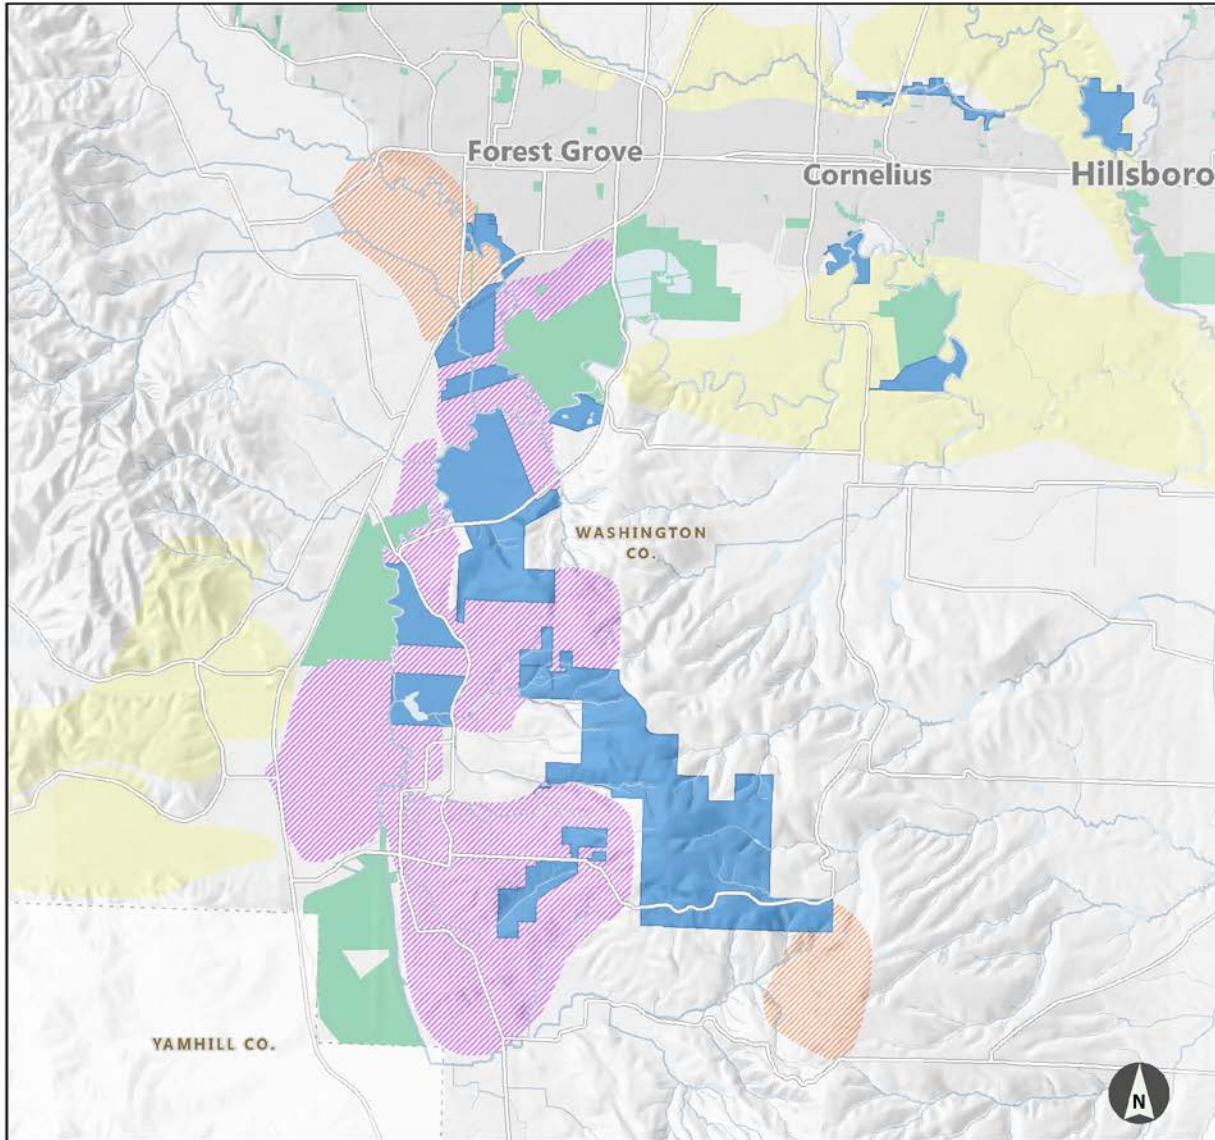 Forest Grove
Cornelius
Hillsboro
WASHINGTON
CO.
YAMHILL CO.
N